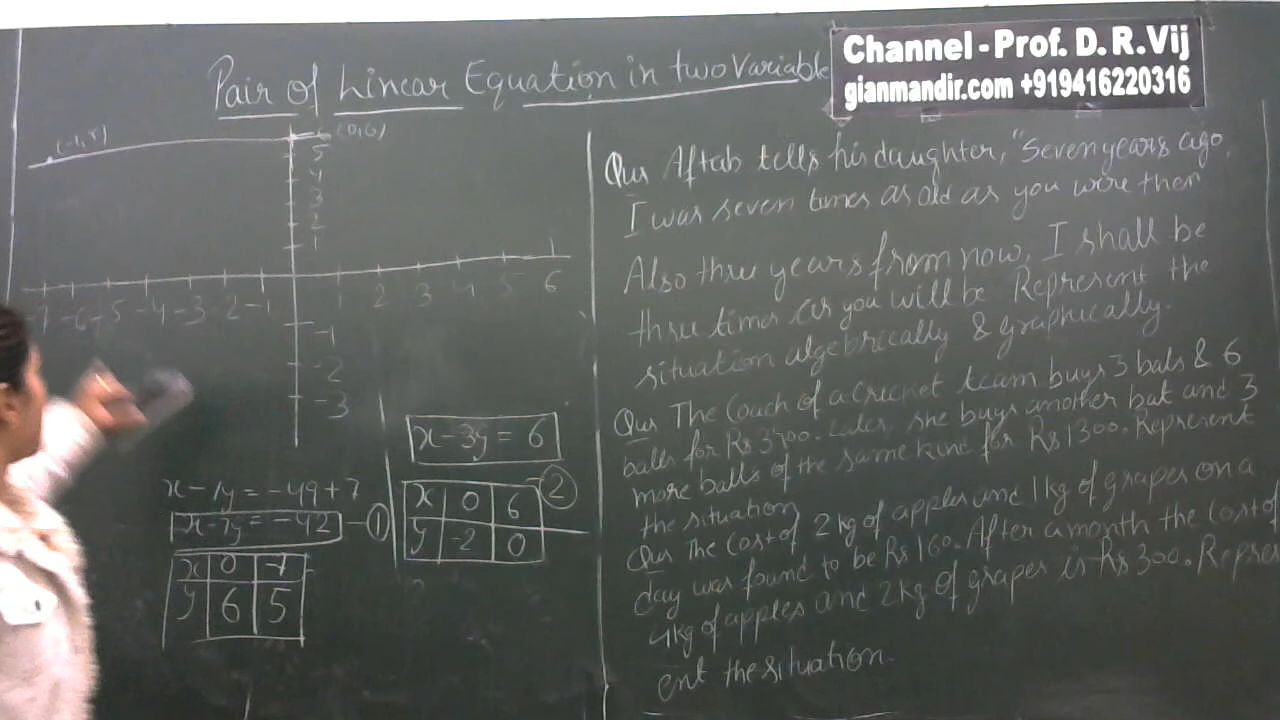 Pair of Linear Equation in two Variable
Channel - Prof. D. R. Vij
gianmandir.com +919416220316
(0,6)
5
4
3
2
1
-7 -6 -5 -4 -3 -2 -1 1 2 3 4 5 6
-1
-2
-3
x-7y = -49+7
x-7y = -42 - 1
x 0 -7
y 6 5
x-3y = 6
- 2
x 0 6
y -2 0
Qus Aftab tells his daughter, "Seven years ago,
I was seven times as old as you were then
Also three years from now, I shall be
three times as you will be Represent the
situation algebrically & graphically.
Qus The Coach of a Cricket team buys 3 bats & 6
balls for Rs 3900. Later, she buys another bat and 3
more balls of the same kind for Rs 1300. Represent
the situation
Qus The Cost of 2 kg of apples and 1 kg of grapes on a
day was found to be Rs 160. After a month the Cost of
4kg of apples and 2kg of grapes is Rs 300. Repres
ent the situation.